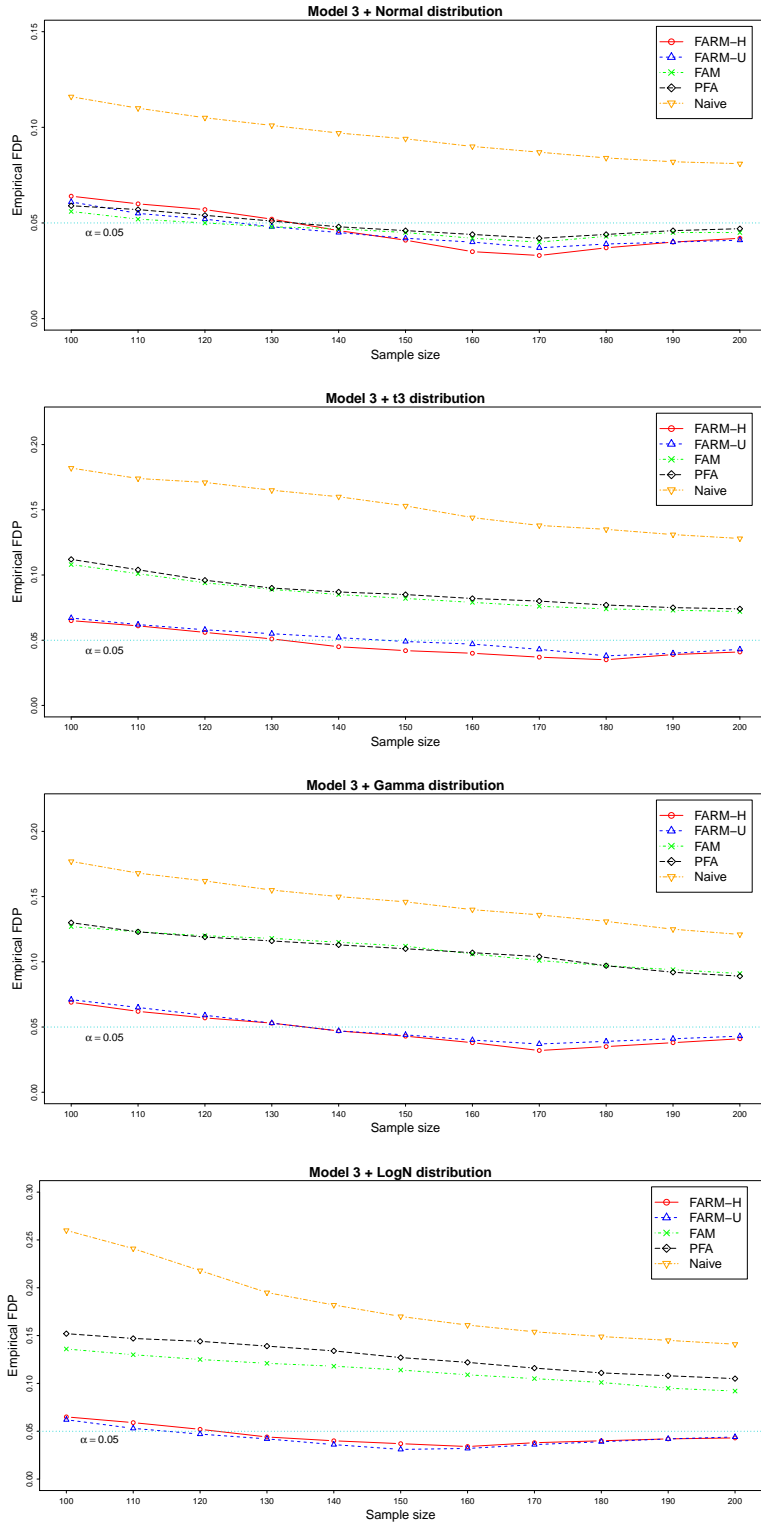 Model 3 + Normal distribution
FARM−H
FARM−U
FAM
PFA
Naive
Empirical FDP
0.15
0.10
0.05
0.00
α = 0.05
100 110 120 130 140 150 160 170 180 190 200
Sample size
Model 3 + t3 distribution
FARM−H
FARM−U
FAM
PFA
Naive
Empirical FDP
0.20
0.15
0.10
0.05
0.00
α = 0.05
100 110 120 130 140 150 160 170 180 190 200
Sample size
Model 3 + Gamma distribution
FARM−H
FARM−U
FAM
PFA
Naive
Empirical FDP
0.20
0.15
0.10
0.05
0.00
α = 0.05
100 110 120 130 140 150 160 170 180 190 200
Sample size
Model 3 + LogN distribution
FARM−H
FARM−U
FAM
PFA
Naive
Empirical FDP
0.30
0.25
0.20
0.15
0.10
0.05
0.00
α = 0.05
100 110 120 130 140 150 160 170 180 190 200
Sample size